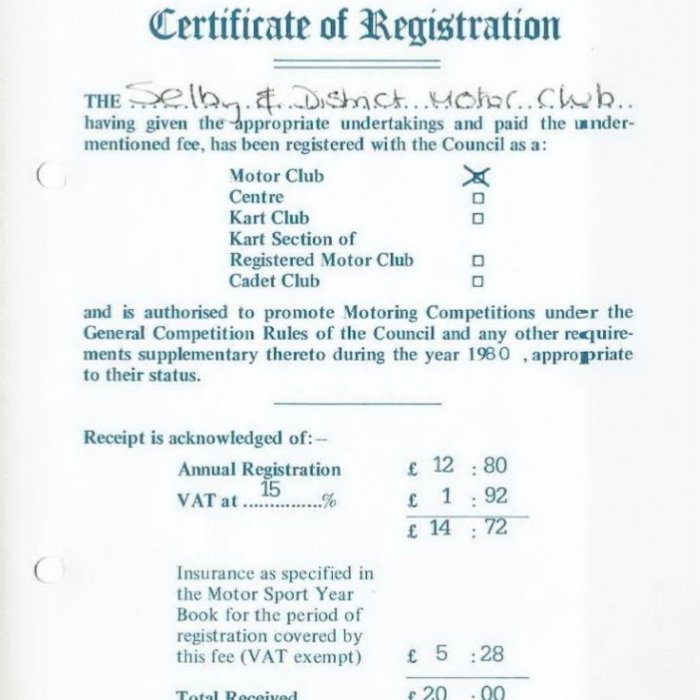 Certificate of Registration
THE Selby & District Motor Club
having given the appropriate undertakings and paid the under-
mentioned fee, has been registered with the Council as a:
Motor Club
Centre
Kart Club
Kart Section of
Registered Motor Club
Cadet Club
and is authorised to promote Motoring Competitions under the
General Competition Rules of the Council and any other require-
ments supplementary thereto during the year 1980 , appropriate
to their status.
Receipt is acknowledged of:–
Annual Registration £ 12 : 80
VAT at ....15....% £ 1 : 92
£ 14 : 72
Insurance as specified in
the Motor Sport Year
Book for the period of
registration covered by
this fee (VAT exempt) £ 5 : 28
Total Received £ 20 . 00